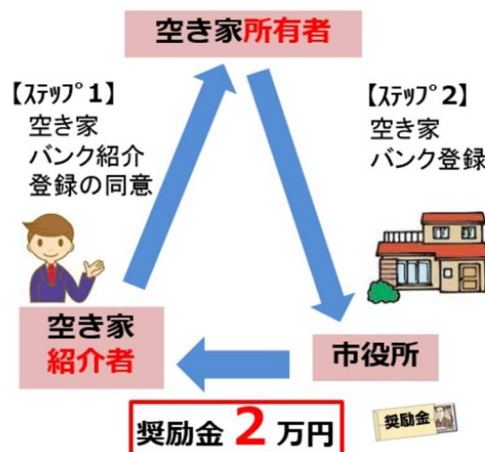 空き家所有者
【ｽﾃｯﾌﾟ1】
空き家
バンク紹介
登録の同意
【ｽﾃｯﾌﾟ2】
空き家
バンク登録
空き家
紹介者
市役所
奨励金 2 万円
奨励金